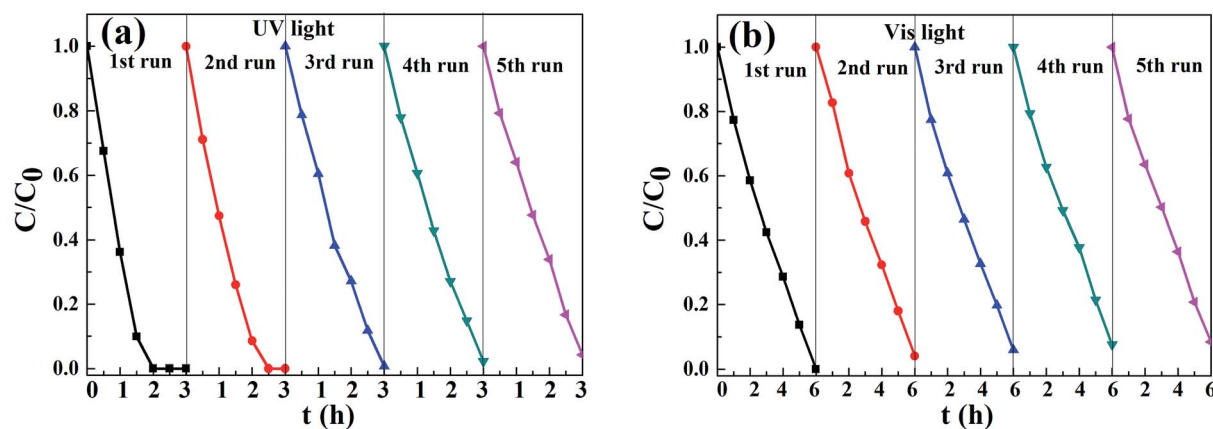 (a)
UV light
1st run
2nd run
3rd run
4th run
5th run
C/C0
1.0
0.8
0.6
0.4
0.2
0.0
0 1 2 3 1 2 3 1 2 3 1 2 3 1 2 3
t (h)
(b)
Vis light
1st run
2nd run
3rd run
4th run
5th run
C/C0
1.0
0.8
0.6
0.4
0.2
0.0
0 2 4 6 2 4 6 2 4 6 2 4 6 2 4 6
t (h)